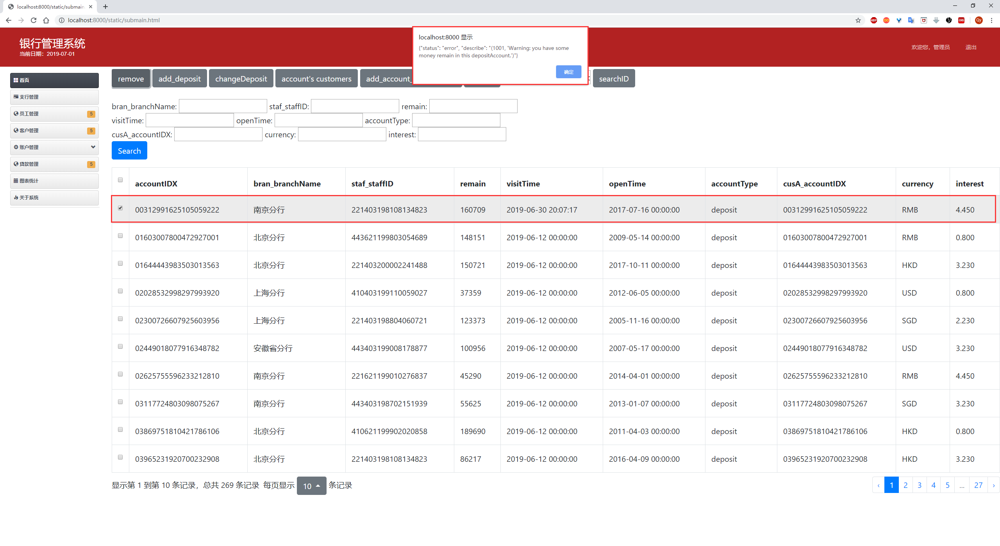 localhost:8000/static/submain
localhost:8000/static/submain.html
ABP
CORS
Qy
银行管理系统
当前日期：2019-07-01
欢迎您，管理员 退出
localhost:8000 显示
{"status": "error", "describe": "(1001, 'Warning: you have some
money remain in this depositAccount.')"}
确定
remove add_deposit changeDeposit account's customers add_account_ searchID
首页
支行管理
员工管理 5
客户管理 5
账户管理
贷款管理 5
图表统计
关于系统
bran_branchName: staf_staffID: remain:
visitTime: openTime: accountType:
cusA_accountIDX: currency: interest:
Search
accountIDX bran_branchName staf_staffID remain visitTime openTime accountType cusA_accountIDX currency interest
00312991625105059222 南京分行 221403198108134823 160709 2019-06-30 20:07:17 2017-07-16 00:00:00 deposit 00312991625105059222 RMB 4.450
01603007800472927001 北京分行 443621199803054689 148151 2019-06-12 00:00:00 2009-05-14 00:00:00 deposit 01603007800472927001 RMB 0.800
01644443983503013563 北京分行 221403200002241488 150721 2019-06-12 00:00:00 2017-10-11 00:00:00 deposit 01644443983503013563 HKD 3.230
02028532998297993920 上海分行 410403199110059027 37359 2019-06-12 00:00:00 2012-06-05 00:00:00 deposit 02028532998297993920 USD 0.800
02300726607925603956 上海分行 221403198804060721 123373 2019-06-12 00:00:00 2005-11-16 00:00:00 deposit 02300726607925603956 SGD 2.230
02449018077916348782 安徽省分行 443403199008178877 100956 2019-06-12 00:00:00 2007-05-17 00:00:00 deposit 02449018077916348782 USD 3.230
02625755596233212810 南京分行 221621199010276837 45290 2019-06-12 00:00:00 2014-04-01 00:00:00 deposit 02625755596233212810 RMB 4.450
03117724803098075267 南京分行 443403198702151939 55625 2019-06-12 00:00:00 2013-01-07 00:00:00 deposit 03117724803098075267 SGD 3.230
03869751810421786106 北京分行 410621199902020858 189690 2019-06-12 00:00:00 2011-04-03 00:00:00 deposit 03869751810421786106 HKD 0.800
03965231920700232908 北京分行 221403198108134823 86217 2019-06-12 00:00:00 2016-04-09 00:00:00 deposit 03965231920700232908 HKD 3.230
显示第 1 到第 10 条记录，总共 269 条记录 每页显示 10 条记录
‹ 1 2 3 4 5 ... 27 ›